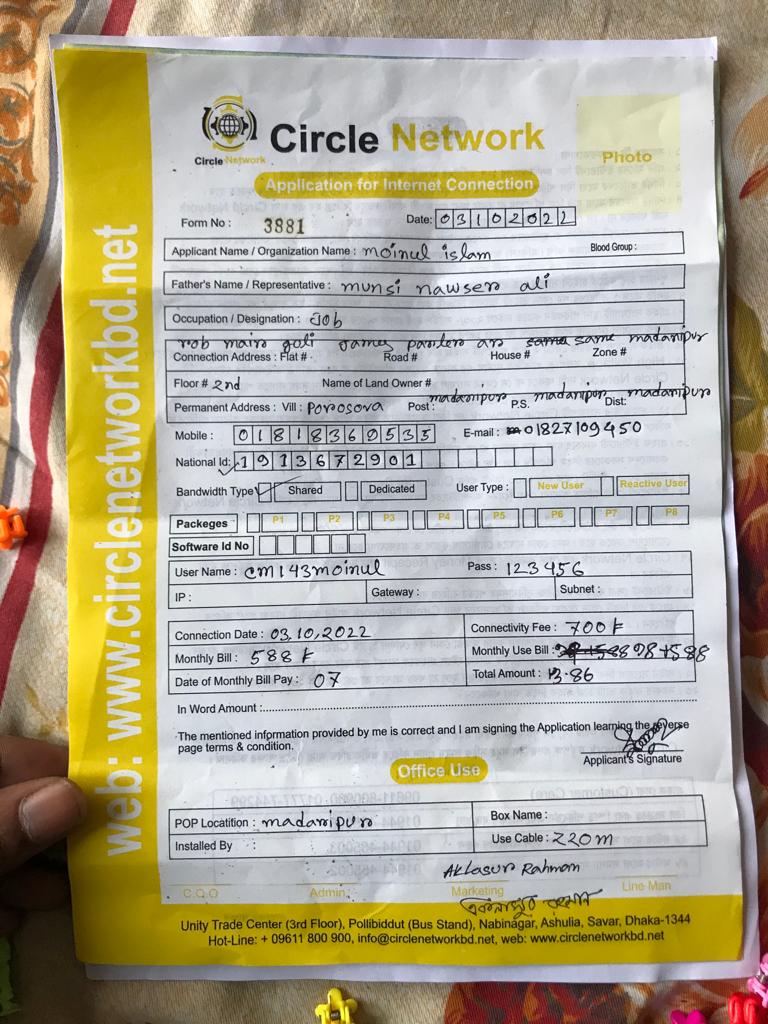 Circle Network
Circle Network
Photo
Application for Internet Connection
Form No : 3881 Date: 03102022
Applicant Name / Organization Name : moinul islam Blood Group :
Father's Name / Representative : munsi nawser ali
Occupation / Designation : Job
same madaripur
Connection Address : Flat # Road # House # Zone #
Floor # 2nd Name of Land Owner #
Permanent Address : Vill : Post : madaripur P.S. madaripur Dist: madaripur
Mobile : E-mail : 01827109450
National Id: 1913672901
Bandwidth Type Shared Dedicated User Type : New User Reactive User
Packeges P1 P2 P3 P4 P5 P6 P7 P8
Software Id No
User Name : cm143moinul Pass : 123456
IP : Gateway : Subnet :
Connection Date : 03.10,2022 Connectivity Fee : 700
Monthly Bill : 588 Monthly Use Bill : +588
Date of Monthly Bill Pay : 07 Total Amount :
In Word Amount :
The mentioned information provided by me is correct and I am signing the Application learning the reverse
page terms & condition.
Applicant's Signature
Office Use
POP Locatition : madaripur Box Name :
Installed By : Use Cable : 220m
Rahman
C.O.O Admin Marketing Line Man
Unity Trade Center (3rd Floor), Pollibiddut (Bus Stand), Nabinagar, Ashulia, Savar, Dhaka-1344
Hot-Line: + 09611 800 900, info@circlenetworkbd.net, web: www.circlenetworkbd.net
web: www.circlenetworkbd.net